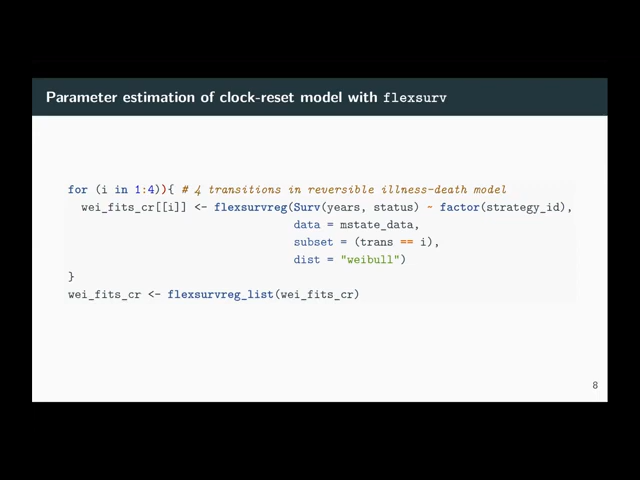 Parameter estimation of clock-reset model with flexsurv
for (i in 1:4)){ # 4 transitions in reversible illness-death model
wei_fits_cr[[i]] <- flexsurvreg(Surv(years, status) - factor(strategy_id),
data = mstate_data,
subset = (trans == i),
dist = "weibull")
}
wei_fits_cr <- flexsurvreg_list(wei_fits_cr)
8